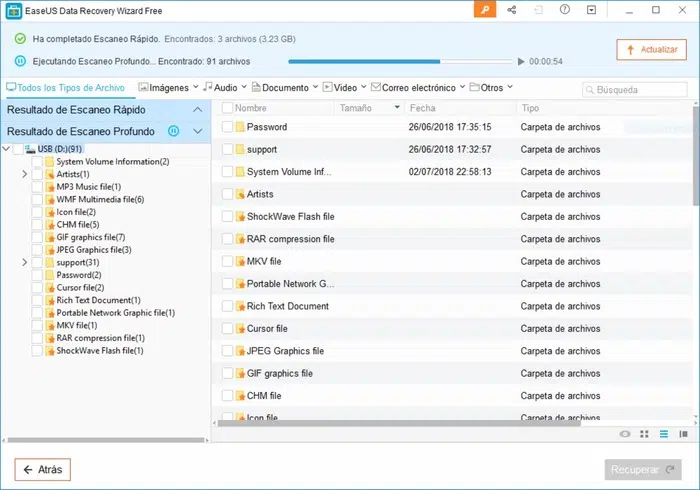 EaseUS Data Recovery Wizard Free
Ha completado Escaneo Rápido. Encontrados: 3 archivos (3.23 GB)
Ejecutando Escaneo Profundo... Encontrado: 91 archivos
00:00:54
Actualizar
Todos los Tipos de Archivo Imágenes Audio Documento Video Correo electrónico Otros Búsqueda
Resultado de Escaneo Rápido
Resultado de Escaneo Profundo
USB (D:)(91)
System Volume Information(2)
Artists(1)
MP3 Music file(1)
WMF Multimedia file(6)
Icon file(2)
CHM file(5)
GIF graphics file(7)
JPEG Graphics file(3)
support(31)
Password(2)
Cursor file(2)
Rich Text Document(1)
Portable Network Graphic file(1)
MKV file(1)
RAR compression file(1)
ShockWave Flash file(1)
Nombre Tamaño Fecha Tipo
Password 26/06/2018 17:35:15 Carpeta de archivos
support 26/06/2018 17:32:57 Carpeta de archivos
System Volume Inf... 02/07/2018 22:58:13 Carpeta de archivos
Artists Carpeta de archivos
ShockWave Flash file Carpeta de archivos
RAR compression file Carpeta de archivos
MKV file Carpeta de archivos
Portable Network G... Carpeta de archivos
Rich Text Document Carpeta de archivos
Cursor file Carpeta de archivos
JPEG Graphics file Carpeta de archivos
GIF graphics file Carpeta de archivos
CHM file Carpeta de archivos
Icon file Carpeta de archivos
Atrás
Recuperar